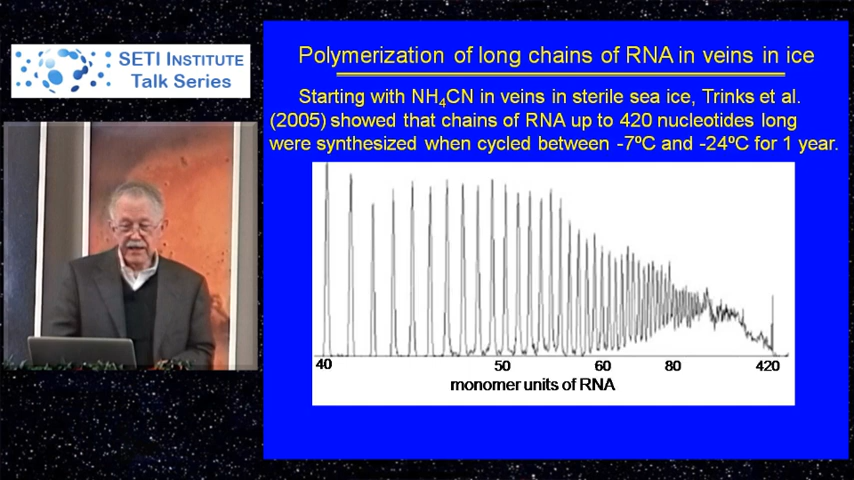 SETI INSTITUTE
Talk Series
Polymerization of long chains of RNA in veins in ice
Starting with NH₄CN in veins in sterile sea ice, Trinks et al.
(2005) showed that chains of RNA up to 420 nucleotides long
were synthesized when cycled between -7⁰C and -24⁰C for 1 year.
40 50 60 80 420
monomer units of RNA